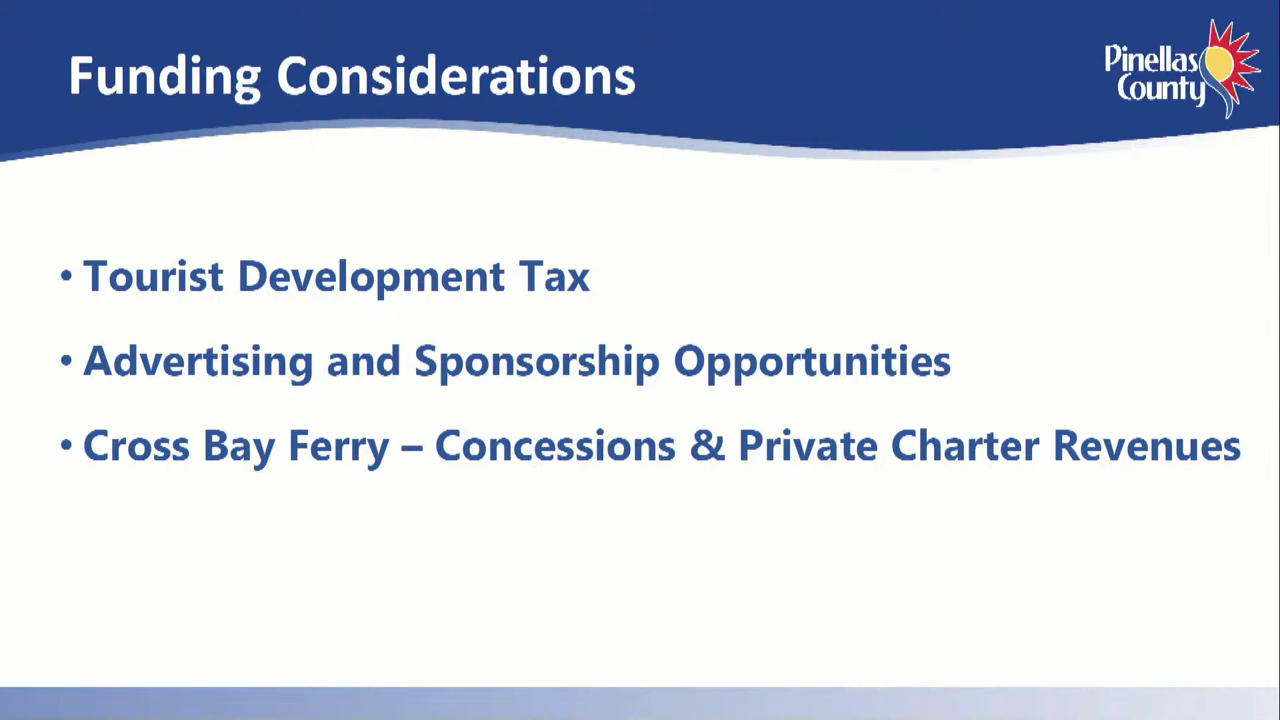 Funding Considerations
Pinellas
County
• Tourist Development Tax
• Advertising and Sponsorship Opportunities
• Cross Bay Ferry – Concessions & Private Charter Revenues